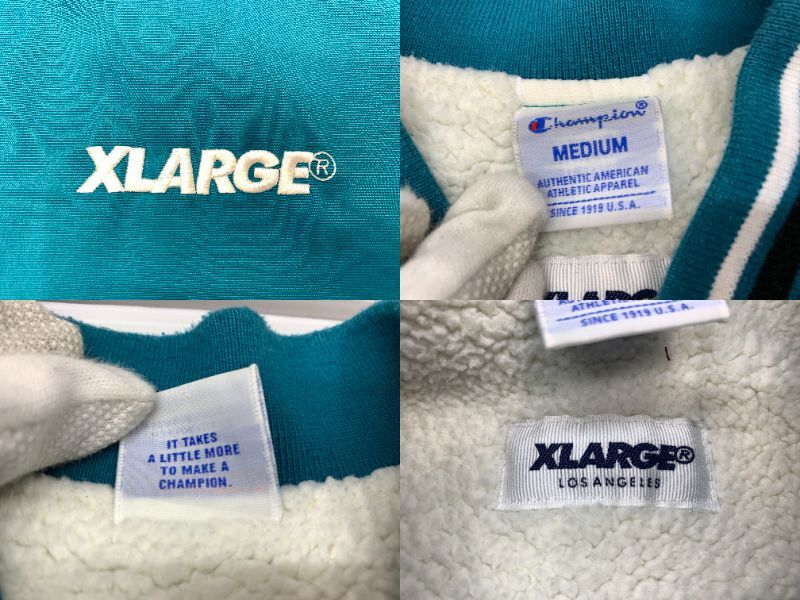 XLARGE®
Champion®
MEDIUM
AUTHENTIC AMERICAN
ATHLETIC APPAREL
SINCE 1919 U.S.A.
XLARG
IT TAKES
A LITTLE MORE
TO MAKE A
CHAMPION.
ATHLETIC APPAREL
SINCE 1919 U.S.A.
XLARGE®
LOS ANGELES